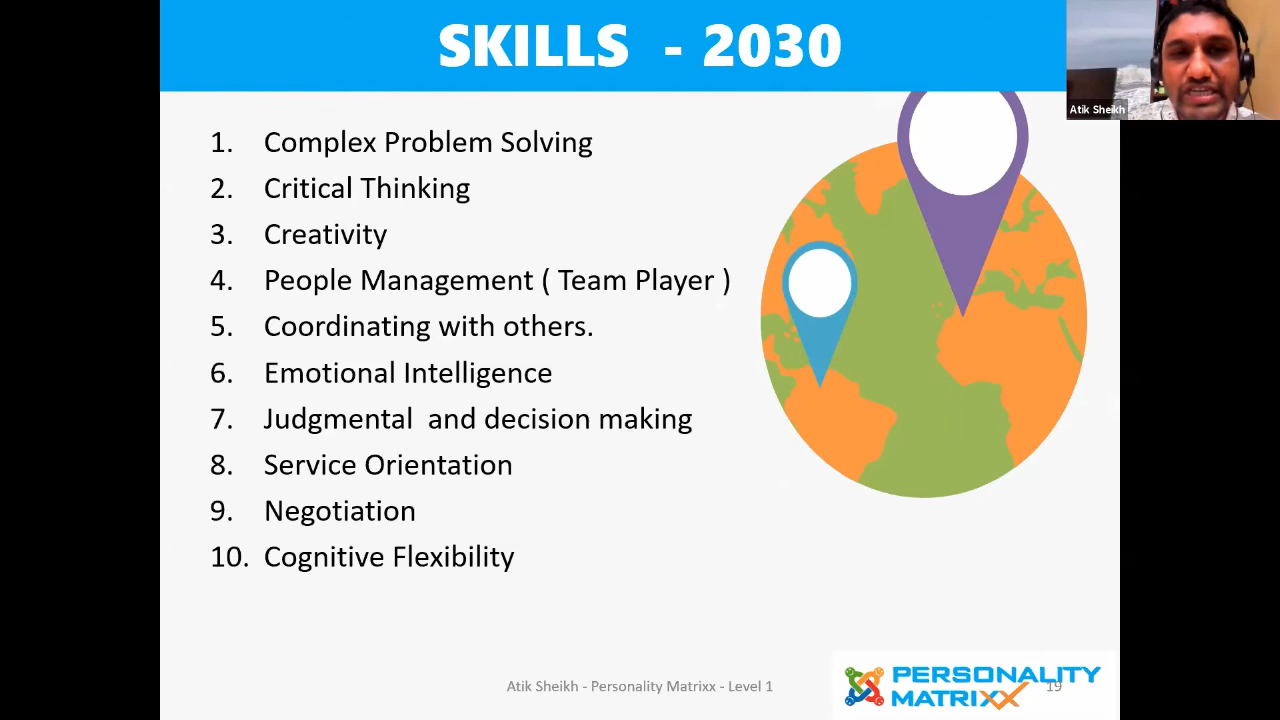 SKILLS - 2030
Atik Sheikh
1. Complex Problem Solving
2. Critical Thinking
3. Creativity
4. People Management ( Team Player )
5. Coordinating with others.
6. Emotional Intelligence
7. Judgmental and decision making
8. Service Orientation
9. Negotiation
10. Cognitive Flexibility
Atik Sheikh - Personality Matrixx - Level 1
PERSONALITY
MATRIXX
19